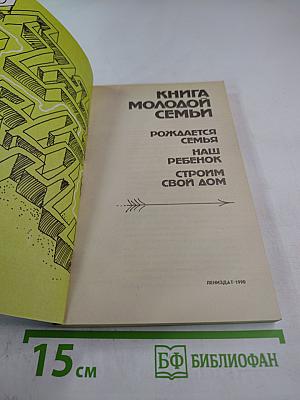 КНИГА
МОЛОДОЙ
СЕМЬИ
РОЖДАЕТСЯ
СЕМЬЯ
НАШ
РЕБЕНОК
СТРОИМ
СВОЙ ДОМ
ЛЕНИЗДАТ·1990
15 см
БФ БИБЛИОФАН